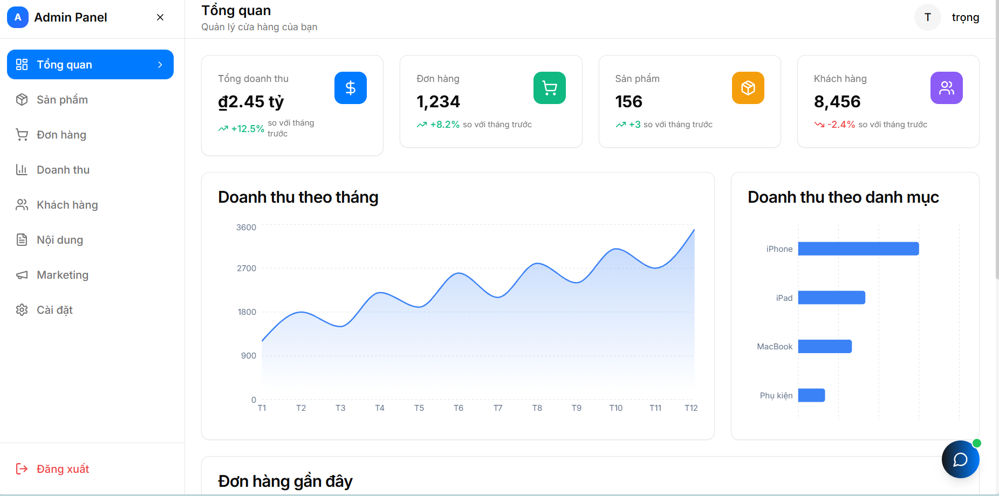 A
Admin Panel
Tổng quan
Sản phẩm
Đơn hàng
Doanh thu
Khách hàng
Nội dung
Marketing
Cài đặt
Đăng xuất
Tổng quan
Quản lý cửa hàng của bạn
T
trọng
Tổng doanh thu
₫2.45 tỷ
+12.5% so với tháng
trước
Đơn hàng
1,234
+8.2% so với tháng trước
Sản phẩm
156
+3 so với tháng trước
Khách hàng
8,456
-2.4% so với tháng trước
Doanh thu theo tháng
3600
2700
1800
900
0
T1 T2 T3 T4 T5 T6 T7 T8 T9 T10 T11 T12
Doanh thu theo danh mục
iPhone
iPad
MacBook
Phụ kiện
Đơn hàng gần đây